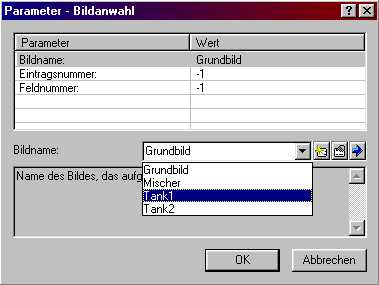 Parameter - Bildanwahl
Parameter Wert
Bildname: Grundbild
Eintragsnummer: -1
Feldnummer: -1
Bildname: Grundbild
Name des Bildes, das aufg
Grundbild
Mischer
Tank1
Tank2
OK Abbrechen